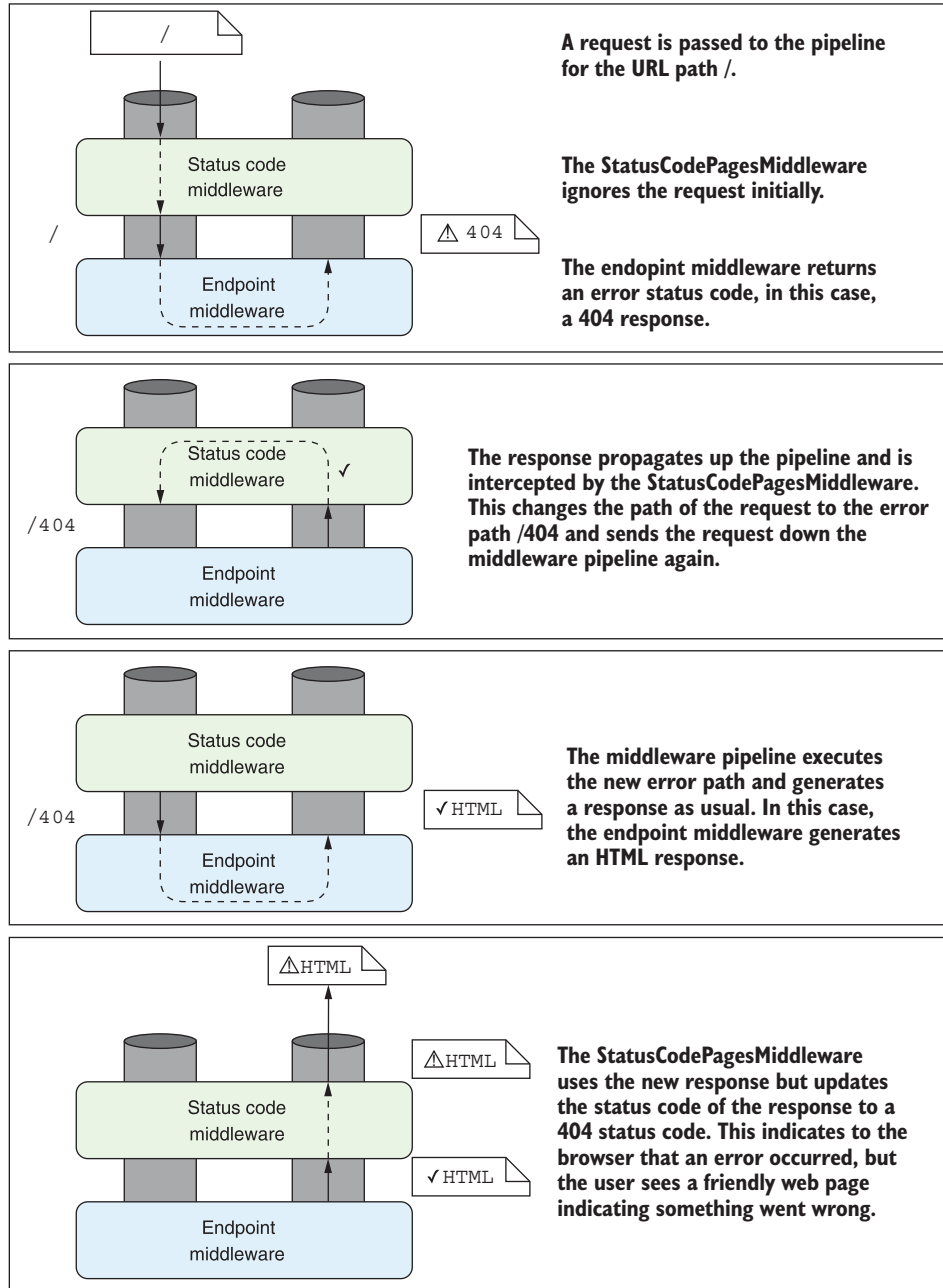 /
A request is passed to the pipeline
for the URL path /.
Status code
middleware
The StatusCodePagesMiddleware
ignores the request initially.
/
⚠ 404
Endpoint
middleware
The endopint middleware returns
an error status code, in this case,
a 404 response.
Status code
middleware
✓
/404
Endpoint
middleware
The response propagates up the pipeline and is
intercepted by the StatusCodePagesMiddleware.
This changes the path of the request to the error
path /404 and sends the request down the
middleware pipeline again.
Status code
middleware
/404
✓HTML
Endpoint
middleware
The middleware pipeline executes
the new error path and generates
a response as usual. In this case,
the endpoint middleware generates
an HTML response.
⚠HTML
⚠HTML
Status code
middleware
✓HTML
Endpoint
middleware
The StatusCodePagesMiddleware
uses the new response but updates
the status code of the response to a
404 status code. This indicates to the
browser that an error occurred, but
the user sees a friendly web page
indicating something went wrong.